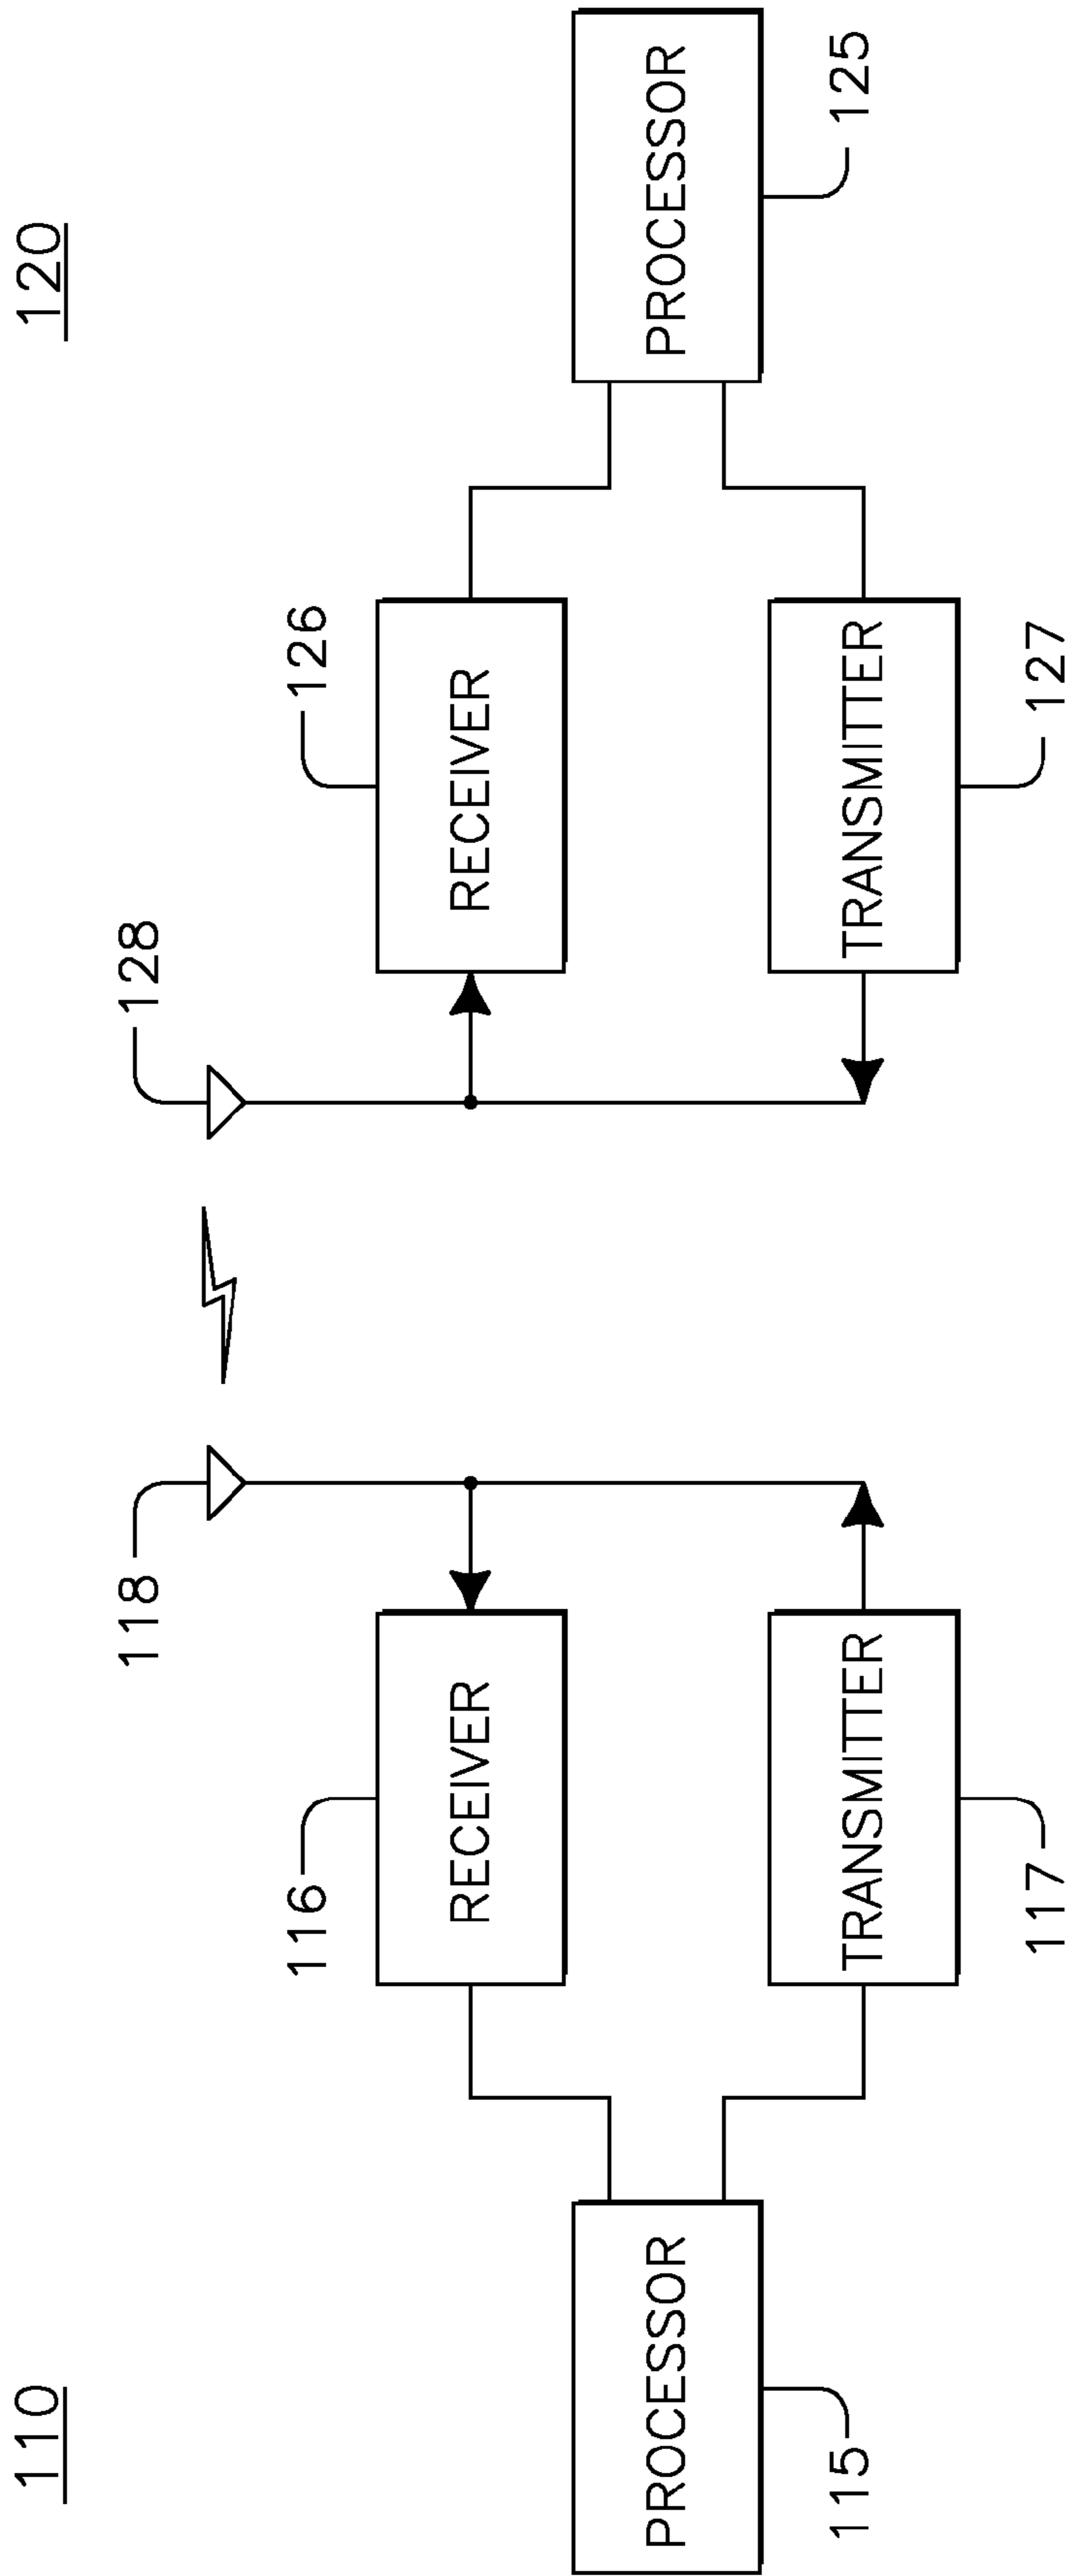 110
120
118
128
116
126
RECEIVER
RECEIVER
PROCESSOR
PROCESSOR
115
125
TRANSMITTER
TRANSMITTER
117
127